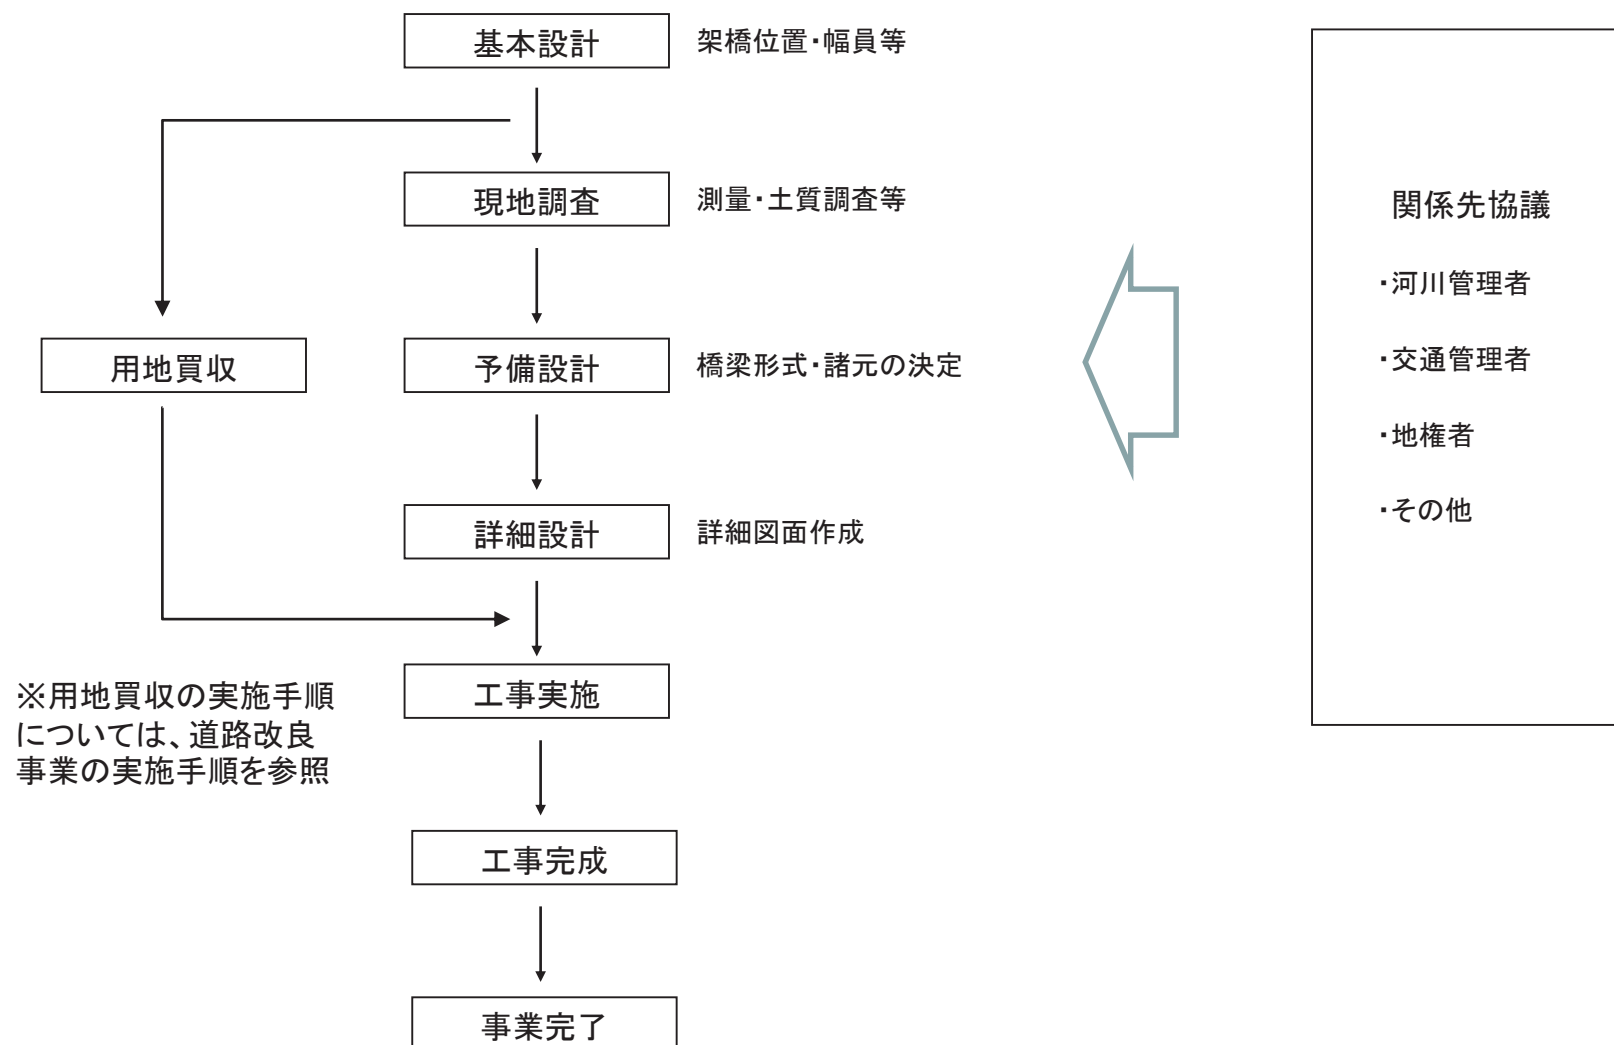 基本設計
架橋位置・幅員等
現地調査
測量・土質調査等
用地買収
予備設計
橋梁形式・諸元の決定
詳細設計
詳細図面作成
工事実施
※用地買収の実施手順
については、道路改良
事業の実施手順を参照
工事完成
事業完了
関係先協議
・河川管理者
・交通管理者
・地権者
・その他